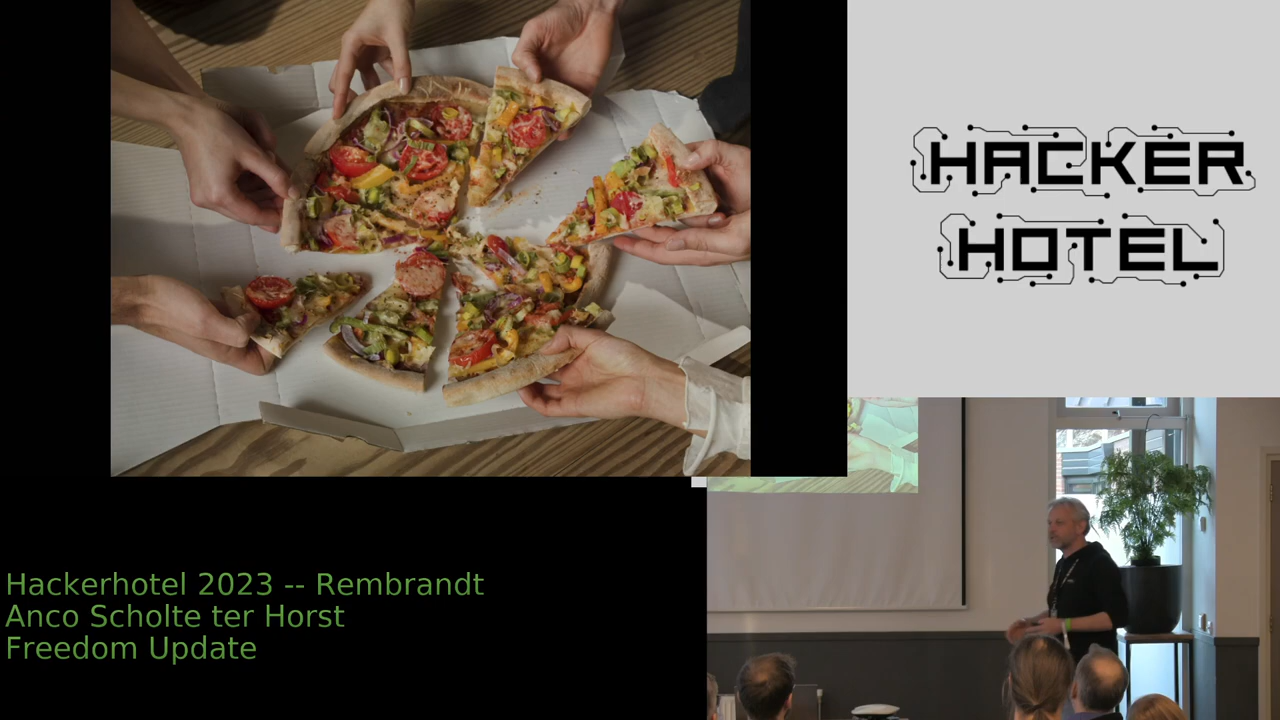 HACKER
HOTEL
Hackerhotel 2023 -- Rembrandt
Anco Scholte ter Horst
Freedom Update